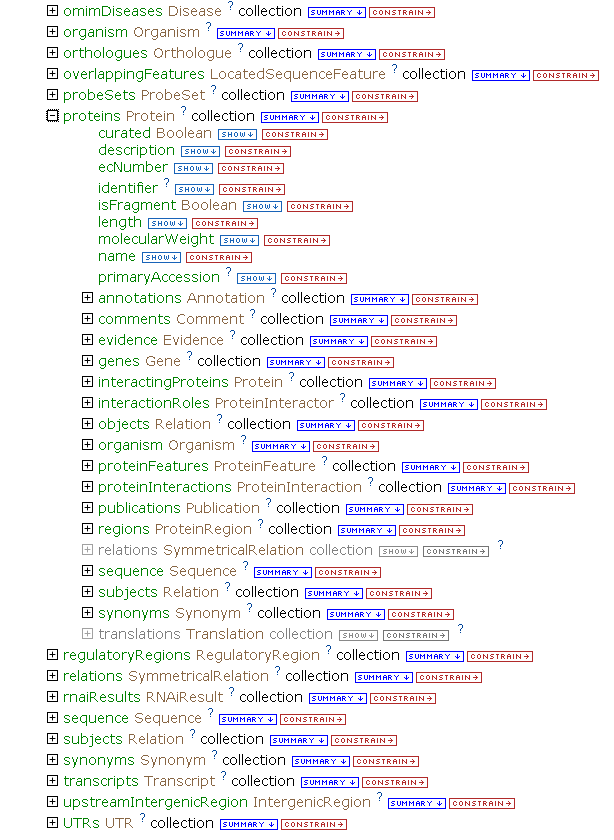 omimDiseases Disease ? collection SUMMARY ↓ CONSTRAIN →
organism Organism ? SUMMARY ↓ CONSTRAIN →
orthologues Orthologue ? collection SUMMARY ↓ CONSTRAIN →
overlappingFeatures LocatedSequenceFeature ? collection SUMMARY ↓ CONSTRAIN →
probeSets ProbeSet ? collection SUMMARY ↓ CONSTRAIN →
proteins Protein ? collection SUMMARY ↓ CONSTRAIN →
curated Boolean SHOW ↓ CONSTRAIN →
description SHOW ↓ CONSTRAIN →
ecNumber SHOW ↓ CONSTRAIN →
identifier ? SHOW ↓ CONSTRAIN →
isFragment Boolean SHOW ↓ CONSTRAIN →
length SHOW ↓ CONSTRAIN →
molecularWeight SHOW ↓ CONSTRAIN →
name SHOW ↓ CONSTRAIN →
primaryAccession ? SHOW ↓ CONSTRAIN →
annotations Annotation ? collection SUMMARY ↓ CONSTRAIN →
comments Comment ? collection SUMMARY ↓ CONSTRAIN →
evidence Evidence ? collection SUMMARY ↓ CONSTRAIN →
genes Gene ? collection SUMMARY ↓ CONSTRAIN →
interactingProteins Protein ? collection SUMMARY ↓ CONSTRAIN →
interactionRoles ProteinInteractor ? collection SUMMARY ↓ CONSTRAIN →
objects Relation ? collection SUMMARY ↓ CONSTRAIN →
organism Organism ? SUMMARY ↓ CONSTRAIN →
proteinFeatures ProteinFeature ? collection SUMMARY ↓ CONSTRAIN →
proteinInteractions ProteinInteraction ? collection SUMMARY ↓ CONSTRAIN →
publications Publication ? collection SUMMARY ↓ CONSTRAIN →
regions ProteinRegion ? collection SUMMARY ↓ CONSTRAIN →
relations SymmetricalRelation collection SHOW ↓ CONSTRAIN → ?
sequence Sequence ? SUMMARY ↓ CONSTRAIN →
subjects Relation ? collection SUMMARY ↓ CONSTRAIN →
synonyms Synonym ? collection SUMMARY ↓ CONSTRAIN →
translations Translation collection SHOW ↓ CONSTRAIN → ?
regulatoryRegions RegulatoryRegion ? collection SUMMARY ↓ CONSTRAIN →
relations SymmetricalRelation ? collection SUMMARY ↓ CONSTRAIN →
rnaiResults RNAiResult ? collection SUMMARY ↓ CONSTRAIN →
sequence Sequence ? SUMMARY ↓ CONSTRAIN →
subjects Relation ? collection SUMMARY ↓ CONSTRAIN →
synonyms Synonym ? collection SUMMARY ↓ CONSTRAIN →
transcripts Transcript ? collection SUMMARY ↓ CONSTRAIN →
upstreamIntergenicRegion IntergenicRegion ? SUMMARY ↓ CONSTRAIN →
UTRs UTR ? collection SUMMARY ↓ CONSTRAIN →